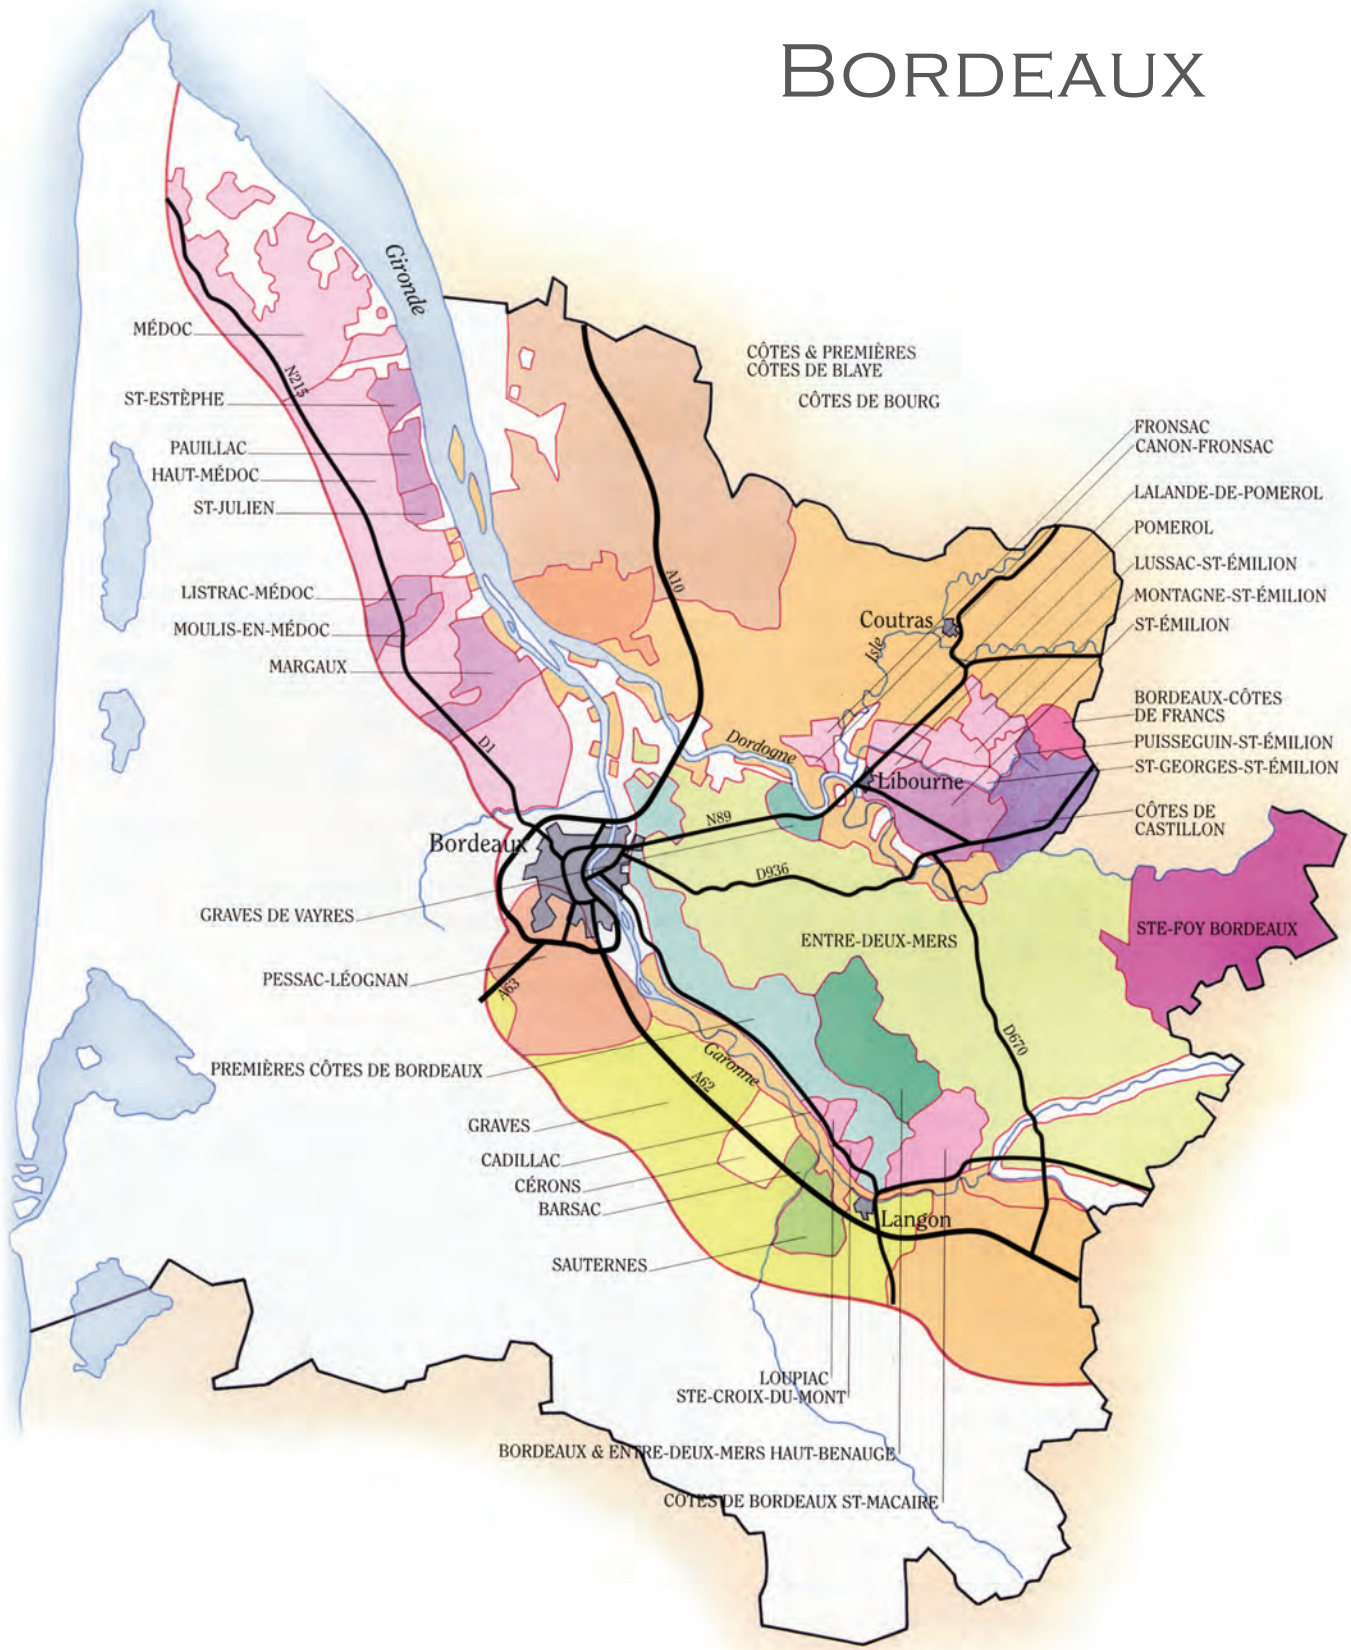 BORDEAUX
Gironde
MÉDOC
N215
CÔTES & PREMIÈRES
CÔTES DE BLAYE
CÔTES DE BOURG
ST-ESTÈPHE
PAUILLAC
HAUT-MÉDOC
ST-JULIEN
FRONSAC
CANON-FRONSAC
LALANDE-DE-POMEROL
POMEROL
LUSSAC-ST-ÉMILION
MONTAGNE-ST-ÉMILION
ST-ÉMILION
A10
LISTRAC-MÉDOC
MOULIS-EN-MÉDOC
MARGAUX
Coutras
Isle
BORDEAUX-CÔTES
DE FRANCS
PUISSEGUIN-ST-ÉMILION
ST-GEORGES-ST-ÉMILION
D1
Dordogne
Libourne
CÔTES DE
CASTILLON
N89
Bordeaux
D936
GRAVES DE VAYRES
ENTRE-DEUX-MERS
STE-FOY BORDEAUX
PESSAC-LÉOGNAN
A63
D670
PREMIÈRES CÔTES DE BORDEAUX
Garonne
A62
GRAVES
CADILLAC
CÉRONS
BARSAC
Langon
SAUTERNES
LOUPIAC
STE-CROIX-DU-MONT
BORDEAUX & ENTRE-DEUX-MERS HAUT-BENAUGE
CÔTES DE BORDEAUX ST-MACAIRE